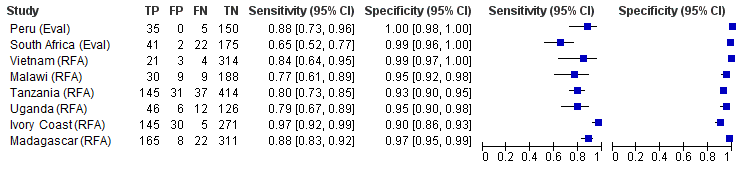 Study TP FP FN TN Sensitivity (95% CI) Specificity (95% CI) Sensitivity (95% CI) Specificity (95% CI)
Peru (Eval) 35 0 5 150 0.88 [0.73, 0.96] 1.00 [0.98, 1.00]
South Africa (Eval) 41 2 22 175 0.65 [0.52, 0.77] 0.99 [0.96, 1.00]
Vietnam (RFA) 21 3 4 314 0.84 [0.64, 0.95] 0.99 [0.97, 1.00]
Malawi (RFA) 30 9 9 188 0.77 [0.61, 0.89] 0.95 [0.92, 0.98]
Tanzania (RFA) 145 31 37 414 0.80 [0.73, 0.85] 0.93 [0.90, 0.95]
Uganda (RFA) 46 6 12 126 0.79 [0.67, 0.89] 0.95 [0.90, 0.98]
Ivory Coast (RFA) 145 30 5 271 0.97 [0.92, 0.99] 0.90 [0.86, 0.93]
Madagascar (RFA) 165 8 22 311 0.88 [0.83, 0.92] 0.97 [0.95, 0.99]
0 0.2 0.4 0.6 0.8 1 0 0.2 0.4 0.6 0.8 1